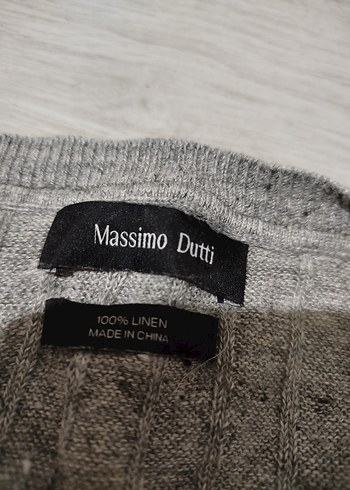 Massimo Dutti
100% LINEN
MADE IN CHINA